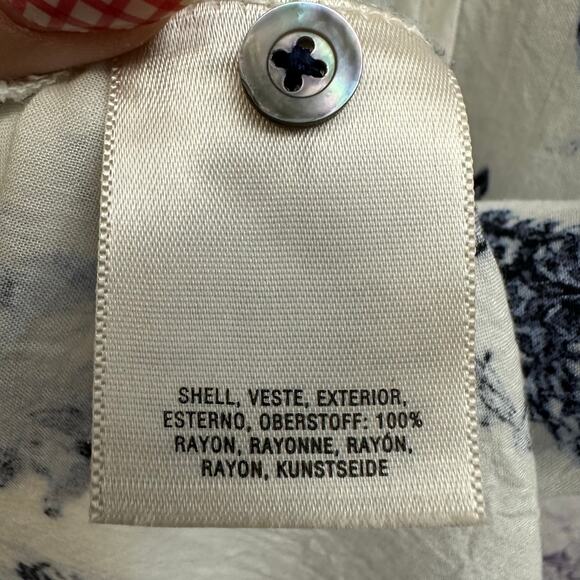 SHELL, VESTE, EXTERIOR,
ESTERNO, OBERSTOFF: 100%
RAYON, RAYONNE, RAYÓN,
RAYON, KUNSTSEIDE